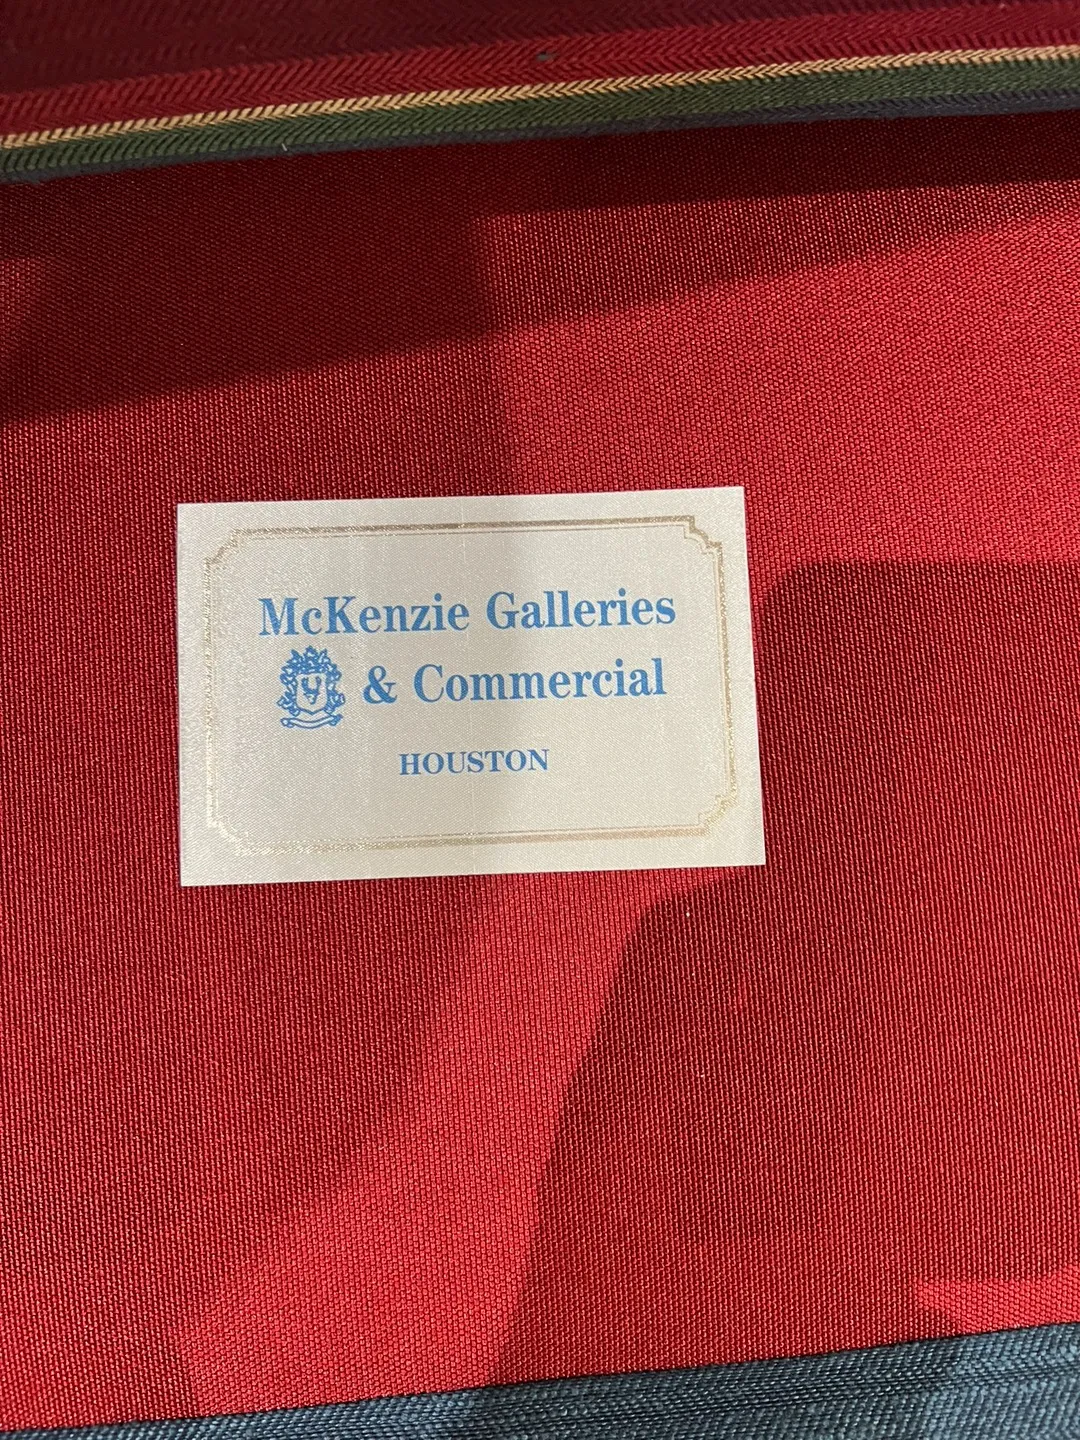 McKenzie Galleries
& Commercial
HOUSTON